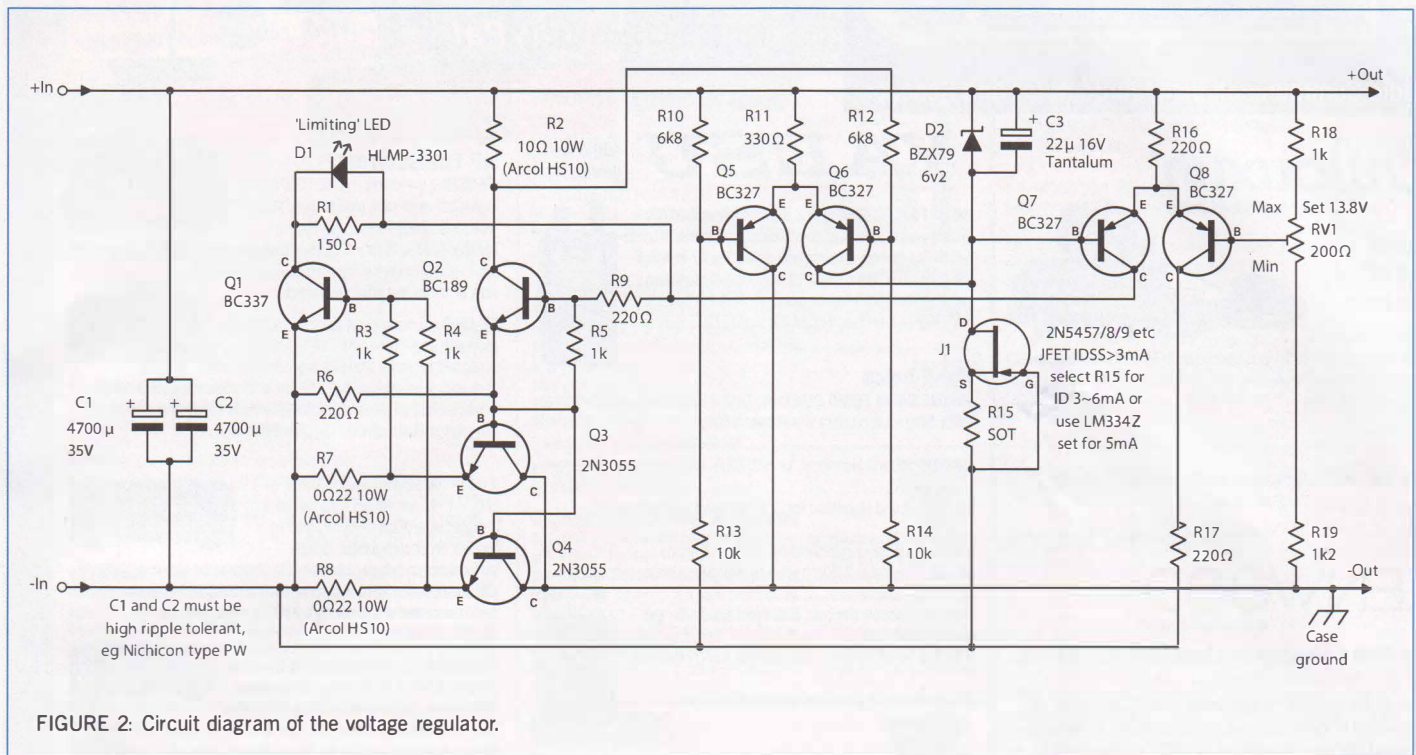 +In
+Out
'Limiting' LED
D1
HLMP-3301
R1
150Ω
R2
10Ω 10W
(Arcol HS10)
R10
6k8
R11
330Ω
R12
6k8
D2
BZX79
6v2
+
C3
22µ 16V
Tantalum
R16
220Ω
R18
1k
Q5
BC327
Q6
BC327
Q7
BC327
Q8
BC327
Max
Set 13.8V
RV1
200Ω
Min
E
E
B
B
C
C
E
E
B
B
C
C
C
Q1
BC337
B
E
C
Q2
BC189
B
E
R9
220Ω
R3
1k
R4
1k
R5
1k
D
J1
S
G
2N5457/8/9 etc
JFET IDSS>3mA
select R15 for
ID 3~6mA or
use LM334Z
set for 5mA
R15
SOT
R6
220Ω
B
Q3
2N3055
E
C
R7
0Ω22 10W
(Arcol HS10)
C1
4700 µ
35V
+
+
C2
4700 µ
35V
B
Q4
2N3055
E
C
R8
0Ω22 10W
(Arcol HS10)
R13
10k
R14
10k
R17
220Ω
R19
1k2
-In
-Out
C1 and C2 must be
high ripple tolerant,
eg Nichicon type PW
Case
ground
FIGURE 2: Circuit diagram of the voltage regulator.